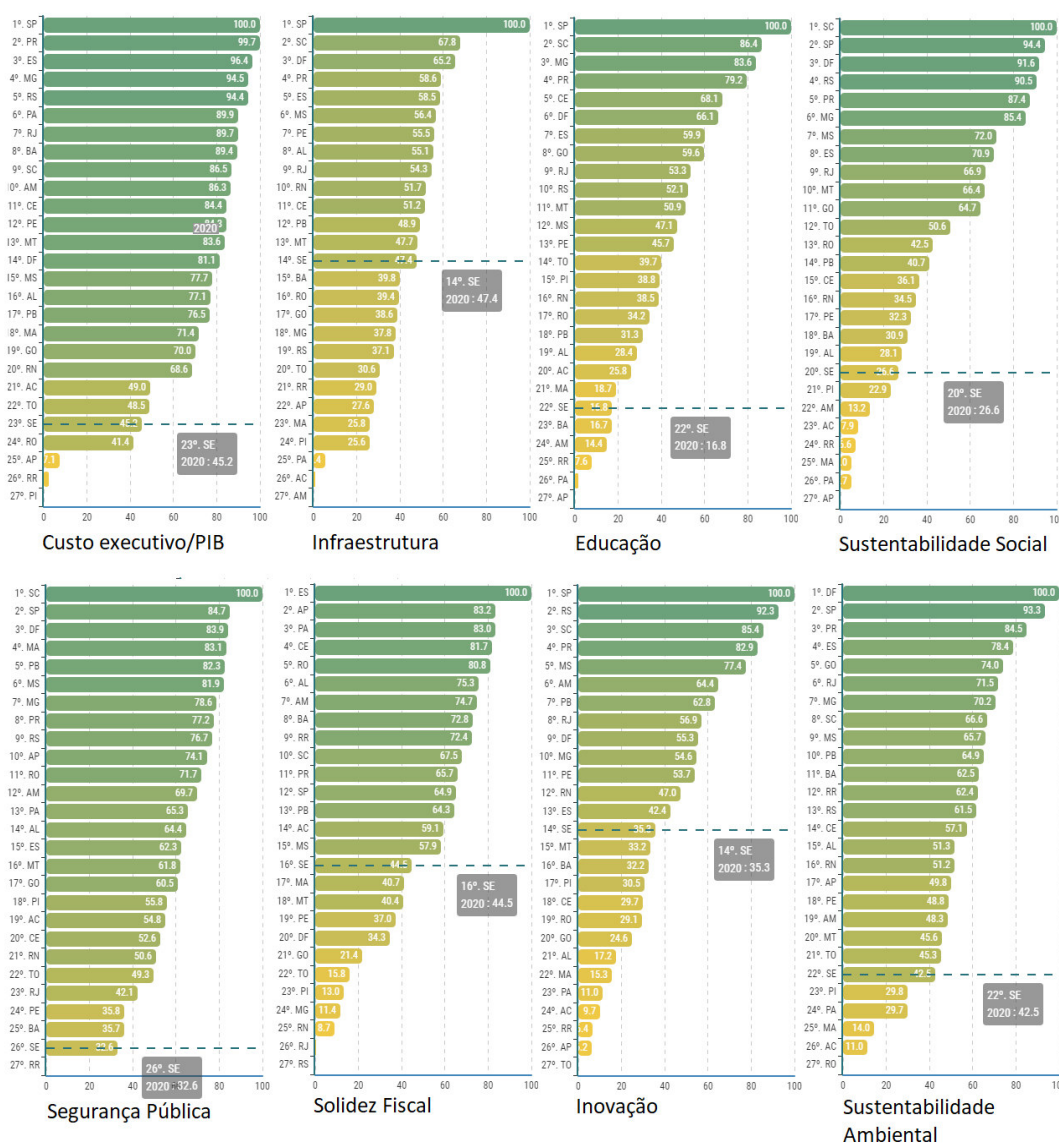 1º. SP 100.0
2º. PR 99.7
3º. ES 96.4
4º. MG 94.5
5º. RS 94.4
6º. PA 89.9
7º. RJ 89.7
8º. BA 89.4
9º. SC 86.5
10º. AM 86.3
11º. CE 84.4
12º. PE
2020
13º. MT 83.6
14º. DF 81.1
15º. MS 77.7
16º. AL 77.1
17º. PB 76.5
18º. MA 71.4
19º. GO 70.0
20º. RN 68.6
21º. AC 49.0
22º. TO 48.5
23º. SE 45.2
24º. RO 41.4
23º. SE
2020 : 45.2
25º. AP 7.1
26º. RR
27º. PI
0 20 40 60 80 100
Custo executivo/PIB
1º. SP 100.0
2º. SC 67.8
3º. DF 65.2
4º. PR 58.6
5º. ES 58.5
6º. MS 56.4
7º. PE 55.5
8º. AL 55.1
9º. RJ 54.3
10º. RN 51.7
11º. CE 51.2
12º. PB 48.9
13º. MT 47.7
14º. SE 47.4
15º. BA 39.8
14º. SE
2020 : 47.4
16º. RO 39.4
17º. GO 38.6
18º. MG 37.8
19º. RS 37.1
20º. TO 30.6
21º. RR 29.0
22º. AP 27.6
23º. MA 25.8
24º. PI 25.6
25º. PA
26º. AC
27º. AM
0 20 40 60 80 100
Infraestrutura
1º. SP 100.0
2º. SC 86.4
3º. MG 83.6
4º. PR 79.2
5º. CE 68.1
6º. DF 66.1
7º. ES 59.9
8º. GO 59.6
9º. RJ 53.3
10º. RS 52.1
11º. MT 50.9
12º. MS 47.1
13º. PE 45.7
14º. TO 39.7
15º. PI 38.8
16º. RN 38.5
17º. RO 34.2
18º. PB 31.3
19º. AL 28.4
20º. AC 25.8
21º. MA 18.7
22º. SE 16.8
23º. BA 16.7
22º. SE
2020 : 16.8
24º. AM 14.4
25º. RR 7.6
26º. PA
27º. AP
0 20 40 60 80 100
Educação
1º. SC 100.0
2º. SP 94.4
3º. DF 91.6
4º. RS 90.5
5º. PR 87.4
6º. MG 85.4
7º. MS 72.0
8º. ES 70.9
9º. RJ 66.9
10º. MT 66.4
11º. GO 64.7
12º. TO 50.6
13º. RO 42.5
14º. PB 40.7
15º. CE 36.1
16º. RN 34.5
17º. PE 32.3
18º. BA 30.9
19º. AL 28.1
20º. SE 26.6
21º. PI 22.9
20º. SE
2020 : 26.6
22º. AM 13.2
23º. AC 7.9
24º. RR
25º. MA
26º. PA
27º. AP
0 20 40 60 80 100
Sustentabilidade Social
1º. SC 100.0
2º. SP 84.7
3º. DF 83.9
4º. MA 83.1
5º. PB 82.3
6º. MS 81.9
7º. MG 78.6
8º. PR 77.2
9º. RS 76.7
10º. AP 74.1
11º. RO 71.7
12º. AM 69.7
13º. PA 65.3
14º. AL 64.4
15º. ES 62.3
16º. MT 61.8
17º. GO 60.5
18º. PI 55.8
19º. AC 54.8
20º. CE 52.6
21º. RN 50.6
22º. TO 49.3
23º. RJ 42.1
24º. PE 35.8
25º. BA 35.7
26º. SE 32.6
27º. RR
26º. SE
2020 : 32.6
0 20 40 80 100
Segurança Pública
1º. ES 100.0
2º. AP 83.2
3º. PA 83.0
4º. CE 81.7
5º. RO 80.8
6º. AL 75.3
7º. AM 74.7
8º. BA 72.8
9º. RR 72.4
10º. SC 67.5
11º. PR 65.7
12º. SP 64.9
13º. PB 64.3
14º. AC 59.1
15º. MS 57.9
16º. SE 44.5
17º. MA 40.7
16º. SE
2020 : 44.5
18º. MT 40.4
19º. PE 37.0
20º. DF 34.3
21º. GO 21.4
22º. TO 15.8
23º. PI 13.0
24º. MG 11.4
25º. RN 8.7
26º. RJ
27º. RS
0 20 40 60 80 100
Solidez Fiscal
1º. SP 100.0
2º. RS 92.3
3º. SC 85.4
4º. PR 82.9
5º. MS 77.4
6º. AM 64.4
7º. PB 62.8
8º. RJ 56.9
9º. DF 55.3
10º. MG 54.6
11º. PE 53.7
12º. RN 47.0
13º. ES 42.4
14º. SE 35.3
15º. MT 33.2
14º. SE
2020 : 35.3
16º. BA 32.2
17º. PI 30.5
18º. CE 29.7
19º. RO 29.1
20º. GO 24.6
21º. AL 17.2
22º. MA 15.3
23º. PA 11.0
24º. AC 9.7
25º. RR
26º. AP
27º. TO
0 20 40 60 80 100
Inovação
1º. DF 100.0
2º. SP 93.3
3º. PR 84.5
4º. ES 78.4
5º. GO 74.0
6º. RJ 71.5
7º. MG 70.2
8º. SC 66.6
9º. MS 65.7
10º. PB 64.9
11º. BA 62.5
12º. RR 62.4
13º. RS 61.5
14º. CE 57.1
15º. AL 51.3
16º. RN 51.2
17º. AP 49.8
18º. PE 48.8
19º. AM 48.3
20º. MT 45.6
21º. TO 45.3
22º. SE 42.5
23º. PI 29.8
22º. SE
2020 : 42.5
24º. PA 29.7
25º. MA 14.0
26º. AC 11.0
27º. RO
0 20 40 60 80 100
Sustentabilidade
Ambiental